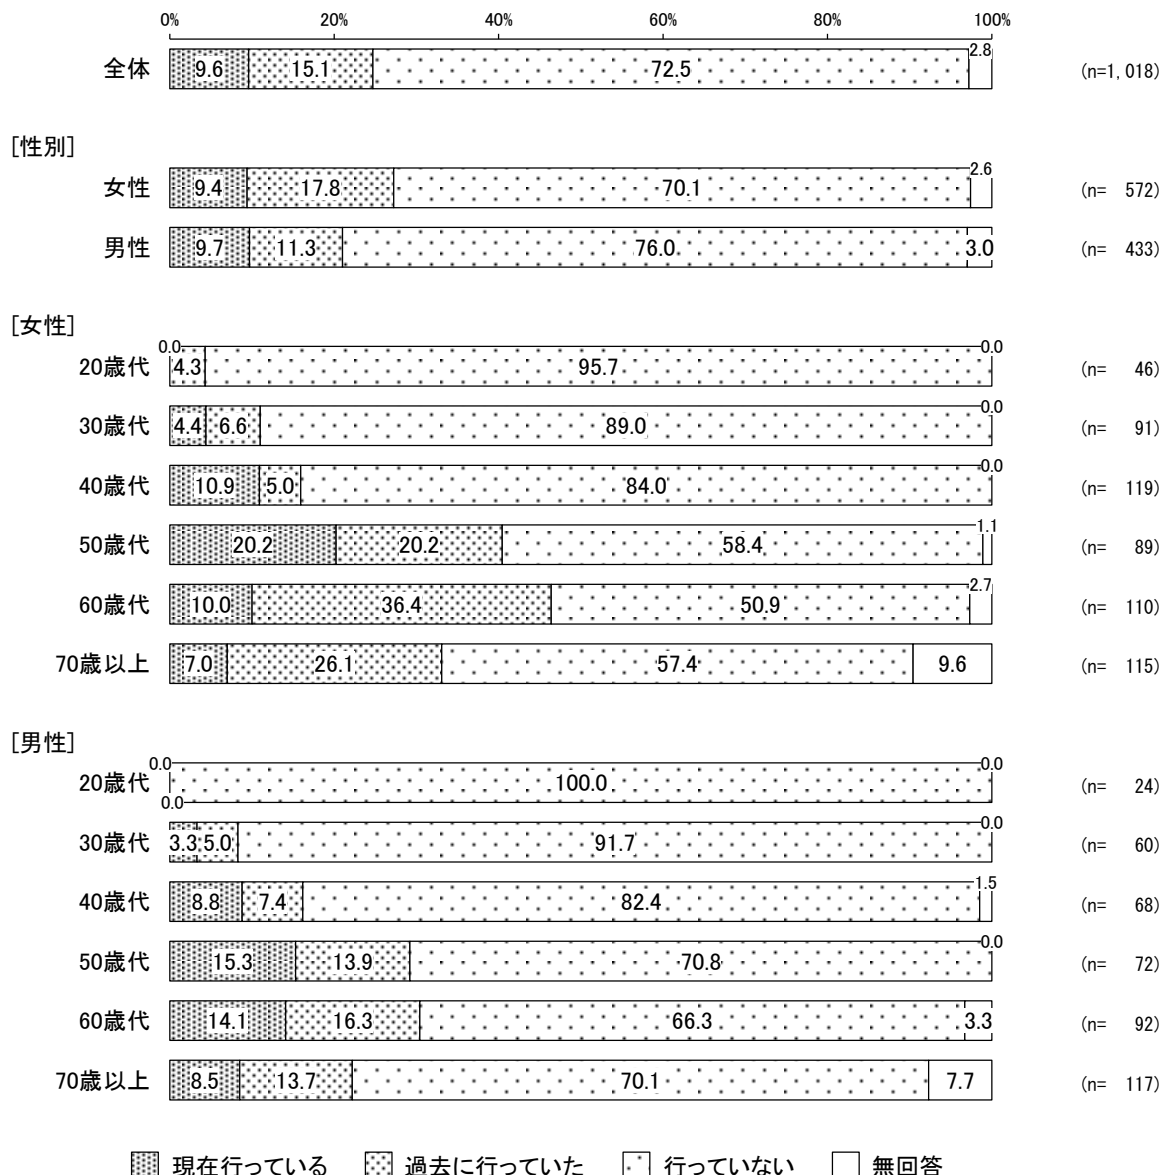 0% 20% 40% 60% 80% 100%
全体 9.6 15.1 72.5 2.8 (n=1,018)
[性別]
女性 9.4 17.8 70.1 2.6 (n= 572)
男性 9.7 11.3 76.0 3.0 (n= 433)
[女性]
20歳代 0.0 4.3 95.7 0.0 (n= 46)
30歳代 4.4 6.6 89.0 0.0 (n= 91)
40歳代 10.9 5.0 84.0 0.0 (n= 119)
50歳代 20.2 20.2 58.4 1.1 (n= 89)
60歳代 10.0 36.4 50.9 2.7 (n= 110)
70歳以上 7.0 26.1 57.4 9.6 (n= 115)
[男性]
20歳代 0.0 0.0 100.0 0.0 (n= 24)
30歳代 3.3 5.0 91.7 0.0 (n= 60)
40歳代 8.8 7.4 82.4 1.5 (n= 68)
50歳代 15.3 13.9 70.8 0.0 (n= 72)
60歳代 14.1 16.3 66.3 3.3 (n= 92)
70歳以上 8.5 13.7 70.1 7.7 (n= 117)
現在行っている 過去に行っていた 行っていない 無回答